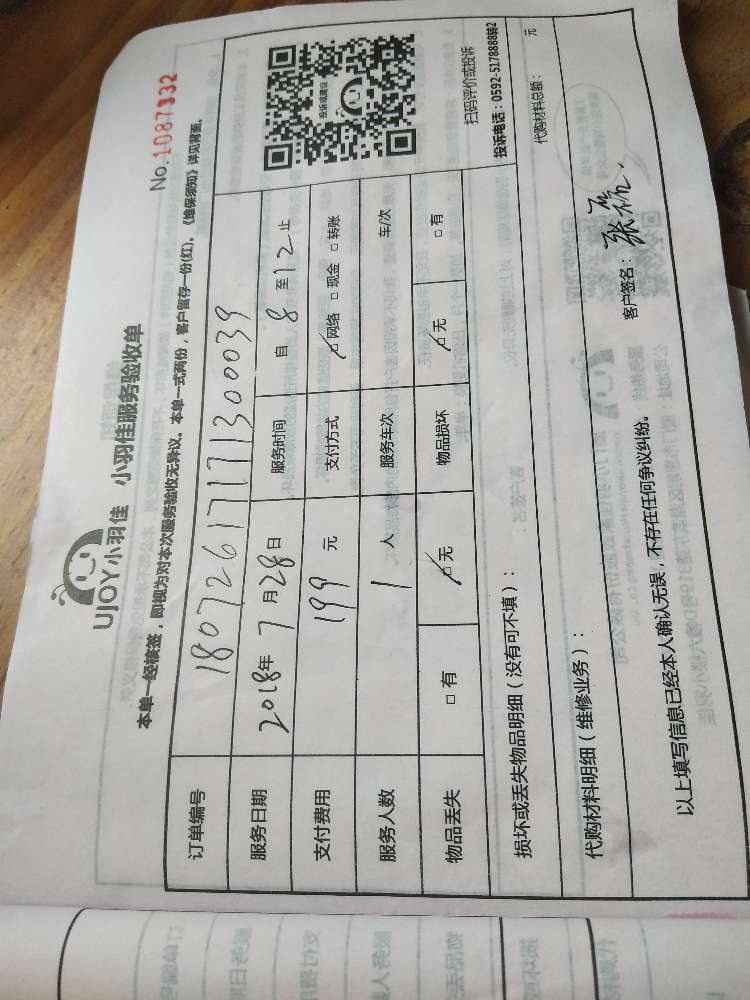 UJOY小羽佳 小羽佳服务验收单
No.1087332
本单一经核签，即视为对本次服务验收无异议。本单一式两份，客户留存一份(红)。《维保须知》详见背面。
订单编号 180726171713000039
服务日期 2018年7月28日 服务时间 自8至12止
支付费用 199元 支付方式 □网络 □现金 □转账
服务人数 1人 服务车次 车/次
物品丢失 □有 □无 物品损坏 □无 □有
投诉或建议
扫码评价或投诉
投诉电话：0592-5178888转2
损坏或丢失物品明细（没有可不填）：
代购材料明细（维修业务）： 代购材料总额： 元
以上填写信息已经本人确认无误，不存在任何争议纠纷。 客户签名：